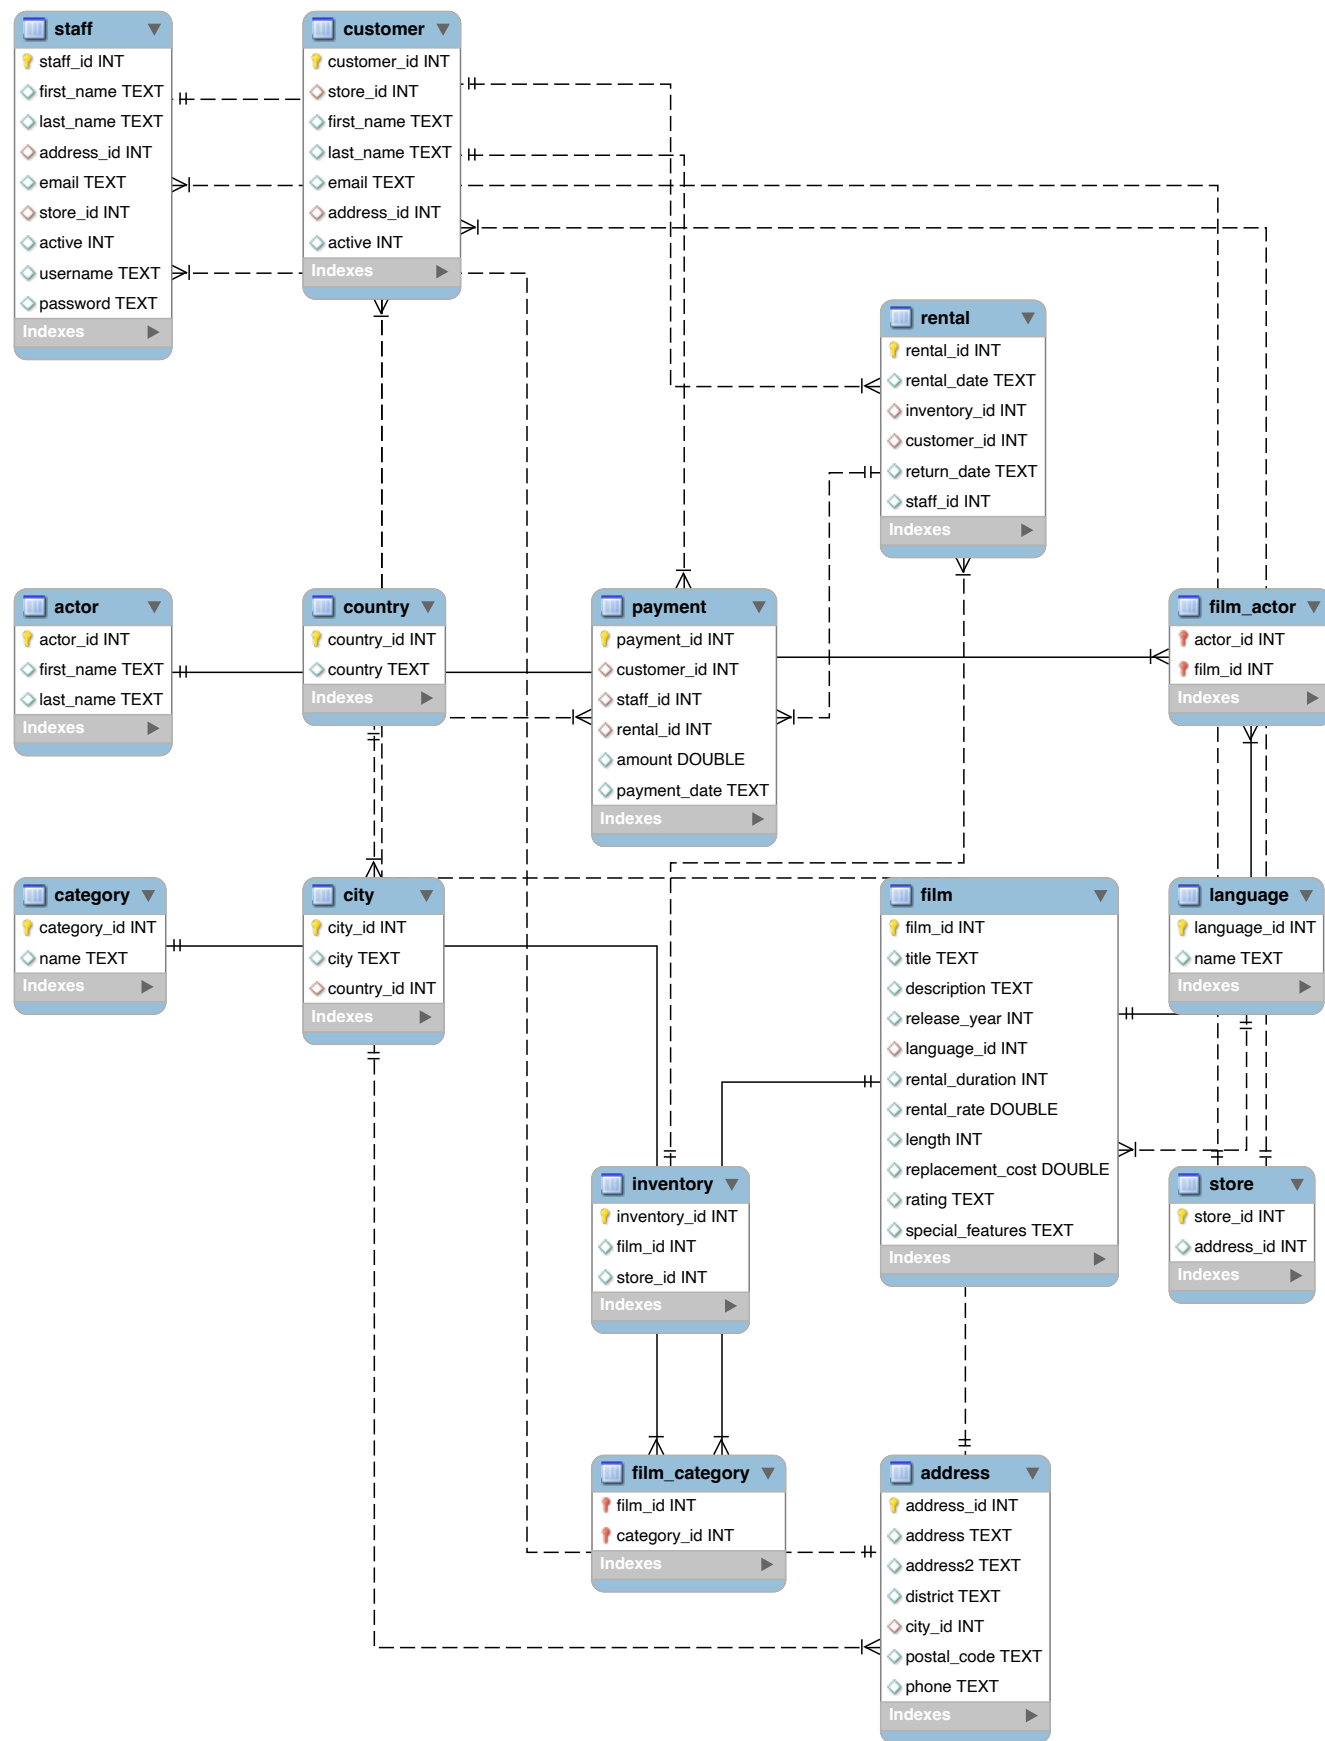 staff
staff_id INT
first_name TEXT
last_name TEXT
address_id INT
email TEXT
store_id INT
active INT
username TEXT
password TEXT
Indexes
customer
customer_id INT
store_id INT
first_name TEXT
last_name TEXT
email TEXT
address_id INT
active INT
Indexes
rental
rental_id INT
rental_date TEXT
inventory_id INT
customer_id INT
return_date TEXT
staff_id INT
Indexes
actor
actor_id INT
first_name TEXT
last_name TEXT
Indexes
country
country_id INT
country TEXT
Indexes
payment
payment_id INT
customer_id INT
staff_id INT
rental_id INT
amount DOUBLE
payment_date TEXT
Indexes
film_actor
actor_id INT
film_id INT
Indexes
category
category_id INT
name TEXT
Indexes
city
city_id INT
city TEXT
country_id INT
Indexes
film
film_id INT
title TEXT
description TEXT
release_year INT
language_id INT
rental_duration INT
rental_rate DOUBLE
length INT
replacement_cost DOUBLE
rating TEXT
special_features TEXT
Indexes
language
language_id INT
name TEXT
Indexes
inventory
inventory_id INT
film_id INT
store_id INT
Indexes
store
store_id INT
address_id INT
Indexes
film_category
film_id INT
category_id INT
Indexes
address
address_id INT
address TEXT
address2 TEXT
district TEXT
city_id INT
postal_code TEXT
phone TEXT
Indexes